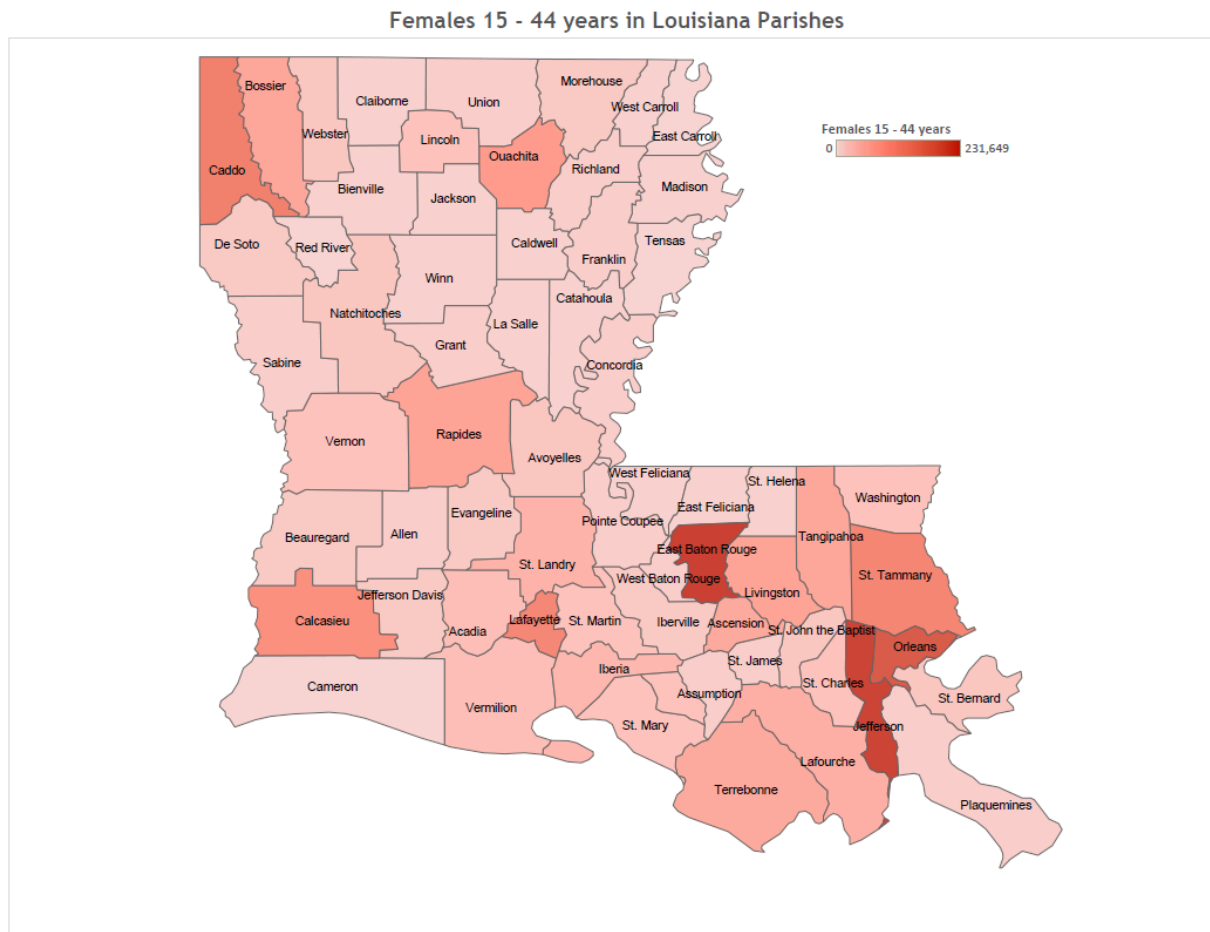 Females 15 - 44 years in Louisiana Parishes
Females 15 - 44 years
0 231,649
Bossier
Claiborne
Union
Morehouse
West Carroll
East Carroll
Webster
Lincoln
Ouachita
Caddo
Richland
Bienville
Jackson
Madison
De Soto
Red River
Caldwell
Franklin
Tensas
Winn
Catahoula
Natchitoches
La Salle
Grant
Sabine
Concordia
Vernon
Rapides
Avoyelles
West Feliciana
St. Helena
East Feliciana
Washington
Evangeline
Pointe Coupee
Beauregard
Allen
Tangipahoa
East Baton Rouge
St. Landry
West Baton Rouge
St. Tammany
Livingston
Jefferson Davis
Calcasieu
Acadia
Lafayette
St. Martin
Iberville
Ascension
St. John the Baptist
Orleans
Iberia
St. James
Cameron
Assumption
St. Charles
St. Bernard
Vermilion
St. Mary
Jefferson
Lafourche
Terrebonne
Plaquemines